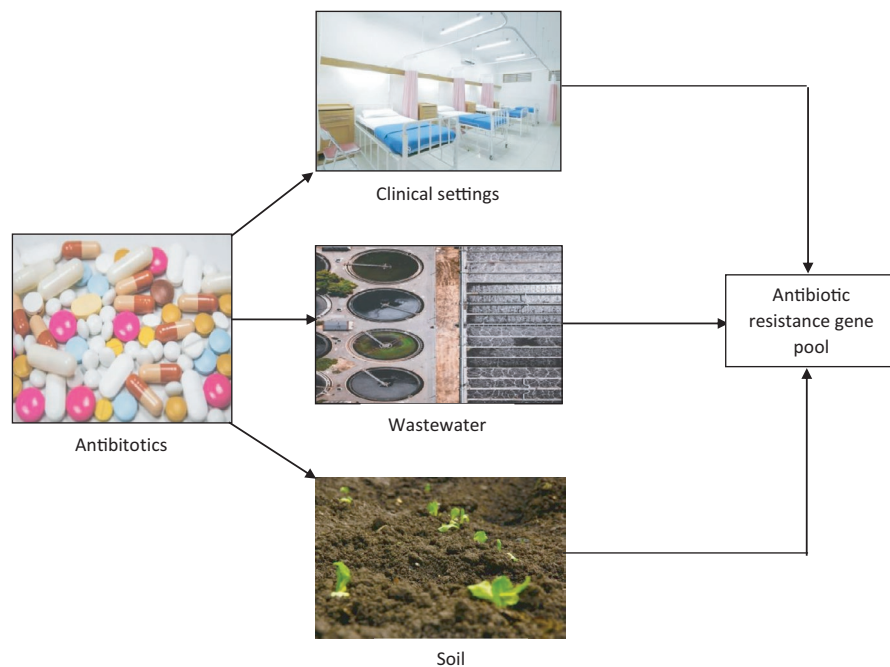 Clinical settings
Antibitotics
Wastewater
Antibiotic
resistance gene
pool
Soil